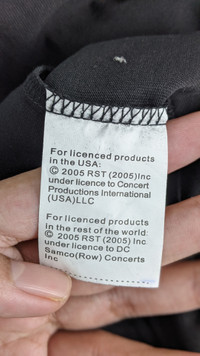 For licenced products
in the USA:
© 2005 RST (2005)Inc
under licence to Concert
Productions International
(USA)LLC
For licenced products
in the rest of the world:
© 2005 RST (2005) Inc
under licence to DC
Samco(Row) Concerts
Inc